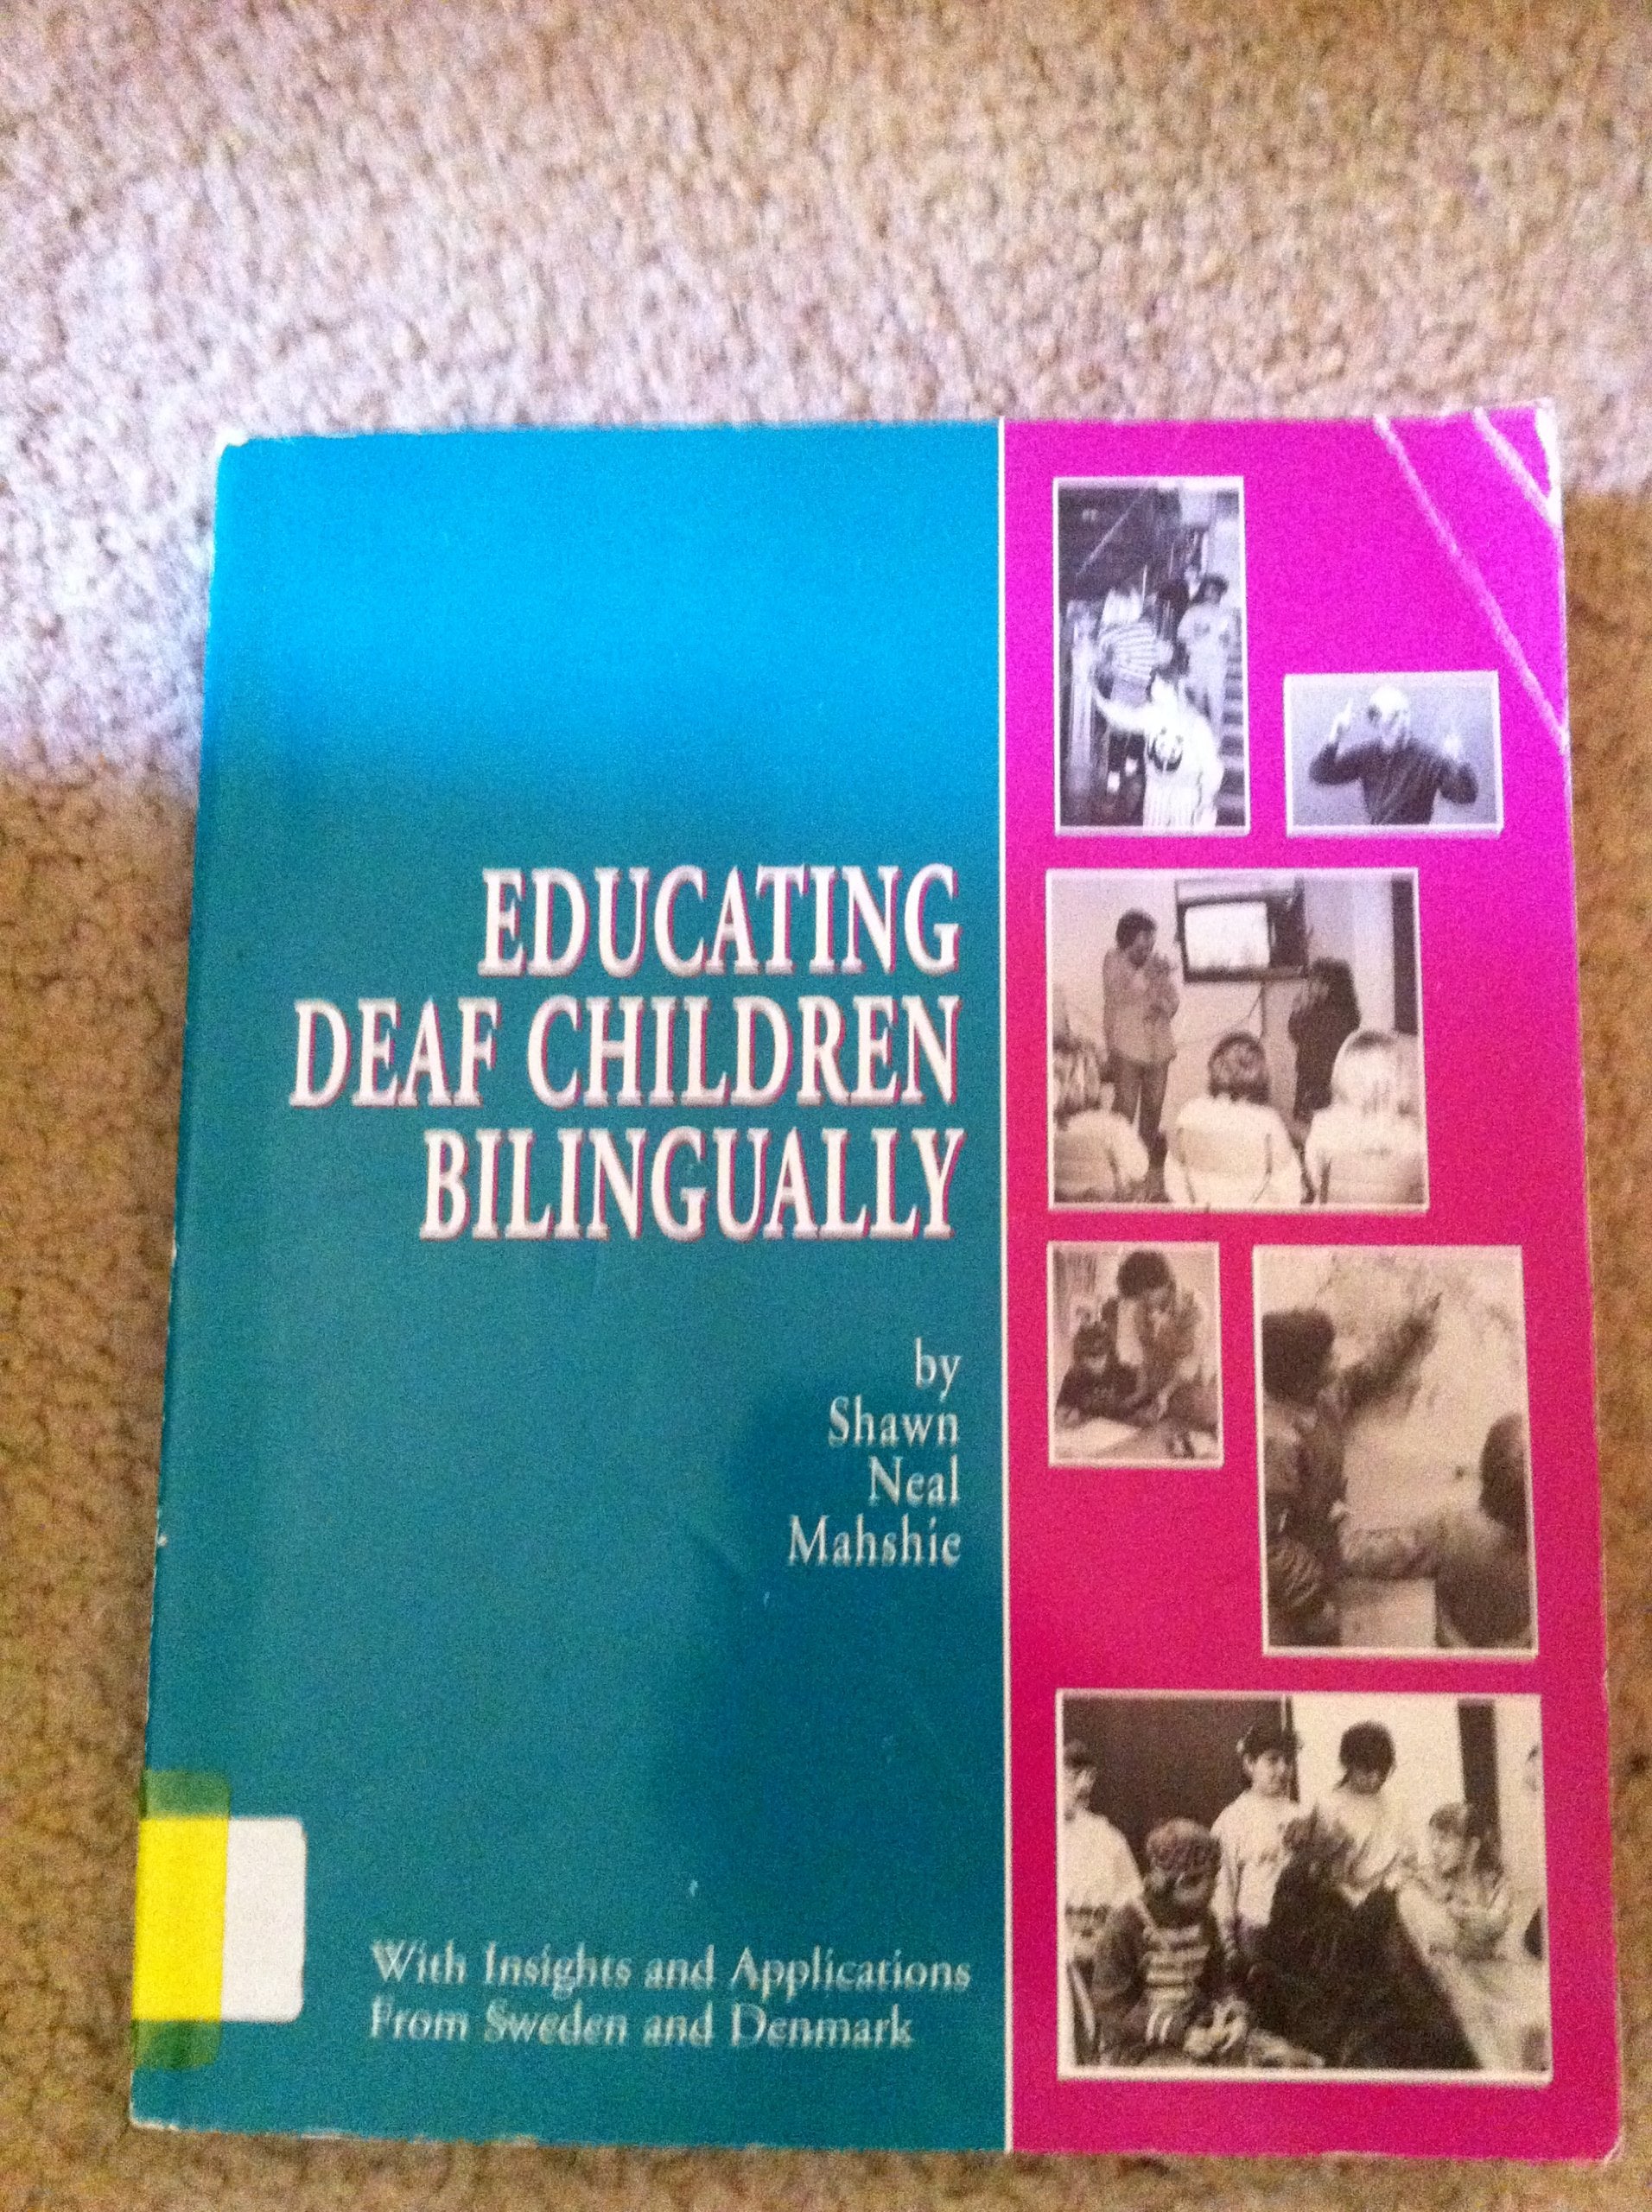 EDUCATING
DEAF CHILDREN
BILINGUALLY
by
Shawn
Neal
Mahshie
With Insights and Applications
From Sweden and Denmark